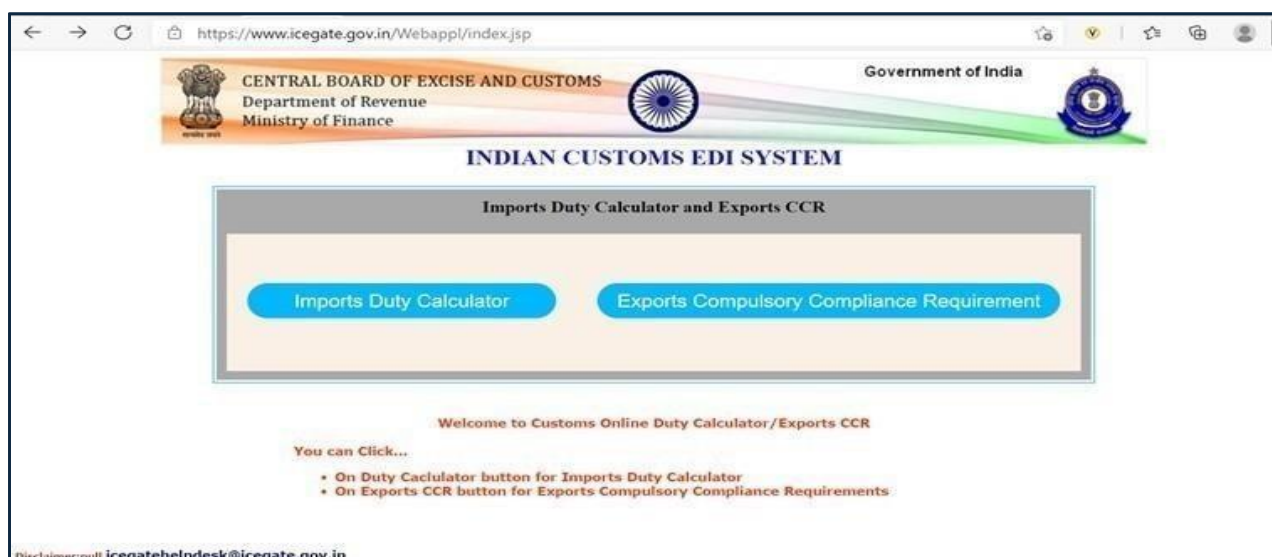 https://www.icegate.gov.in/Webappl/index.jsp
CENTRAL BOARD OF EXCISE AND CUSTOMS
Department of Revenue
Ministry of Finance
Government of India
INDIAN CUSTOMS EDI SYSTEM
Imports Duty Calculator and Exports CCR
Imports Duty Calculator
Exports Compulsory Compliance Requirement
Welcome to Customs Online Duty Calculator/Exports CCR
You can Click...
• On Duty Caclulator button for Imports Duty Calculator
• On Exports CCR button for Exports Compulsory Compliance Requirements
Disclaimer:null icegatehelpdesk@icegate.gov.in